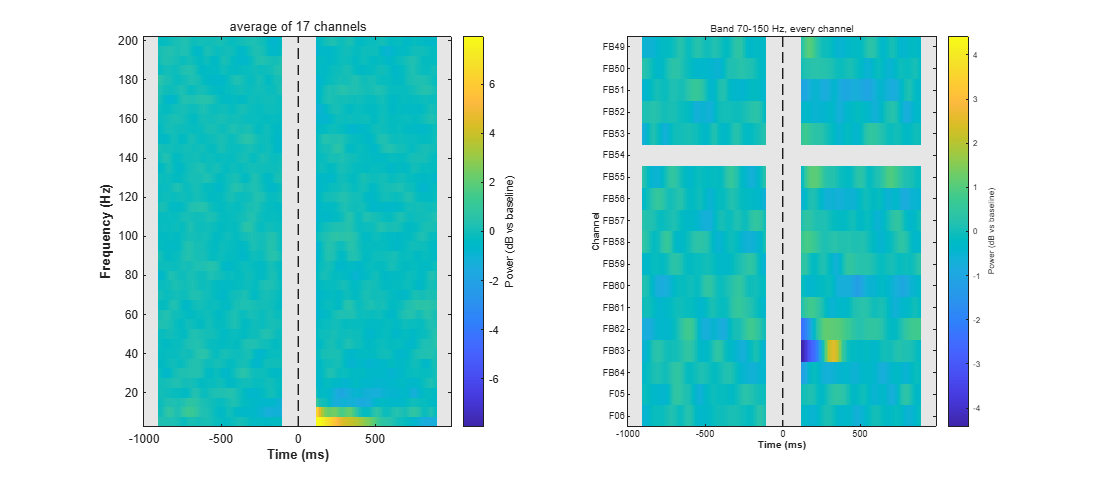 average of 17 channels
Frequency (Hz)
200
180
160
140
120
100
80
60
40
20
-1000
-500
0
500
Time (ms)
6
4
2
0
-2
-4
-6
Power (dB vs baseline)
Band 70-150 Hz, every channel
Channel
FB49
FB50
FB51
FB52
FB53
FB54
FB55
FB56
FB57
FB58
FB59
FB60
FB61
FB62
FB63
FB64
F05
F06
-1000
-500
0
500
Time (ms)
4
3
2
1
0
-1
-2
-3
-4
Power (dB vs baseline)